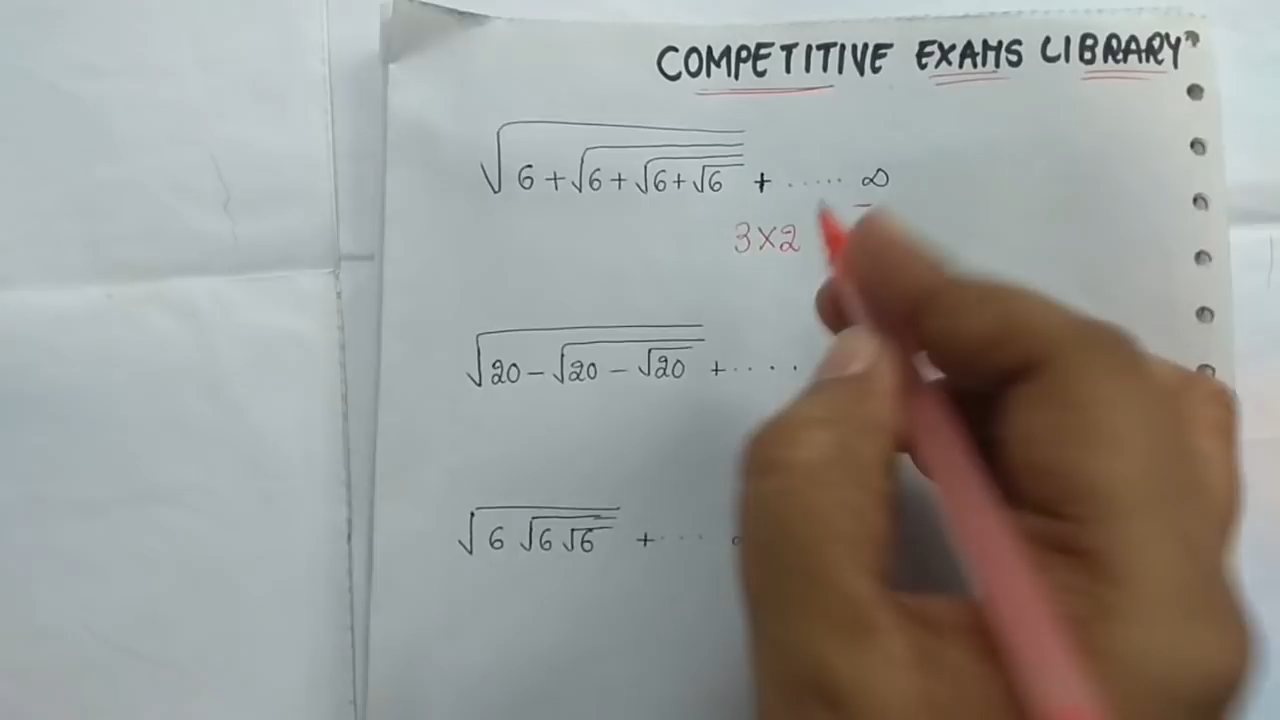 COMPETITIVE EXAMS LIBRARY"
√6+√6+√6+√6 + ..... ∞
3×2
√20-√20-√20 +....
√6√6√6 + ...